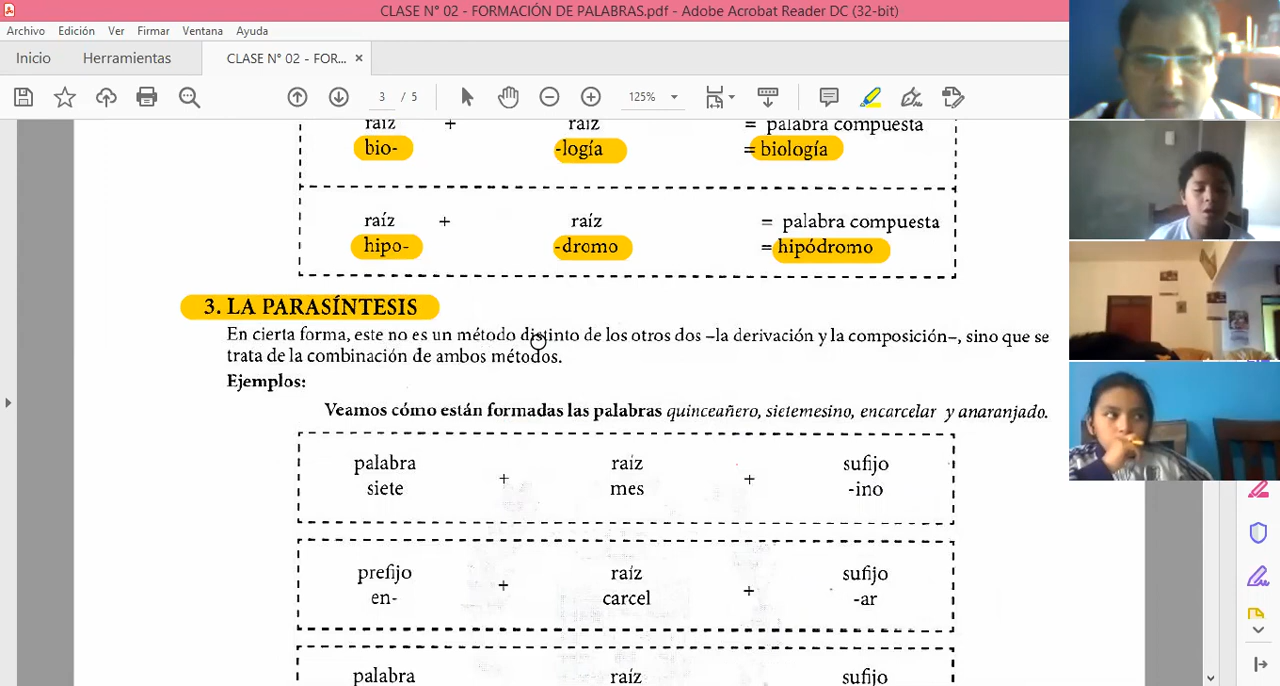 CLASE N° 02 - FORMACIÓN DE PALABRAS.pdf - Adobe Acrobat Reader DC (32-bit)
Archivo Edición Ver Firmar Ventana Ayuda
Inicio Herramientas CLASE N° 02 - FOR... ×
3 / 5 125%
raíz + raíz = palabra compuesta
bio- -logía = biología
raíz + raíz = palabra compuesta
hipo- -dromo = hipódromo
3. LA PARASÍNTESIS
En cierta forma, este no es un método distinto de los otros dos –la derivación y la composición–, sino que se
trata de la combinación de ambos métodos.
Ejemplos:
Veamos cómo están formadas las palabras quinceañero, sietemesino, encarcelar y anaranjado.
palabra + raíz + sufijo
siete mes -ino
prefijo + raíz + sufijo
en- carcel -ar
palabra raíz sufijo